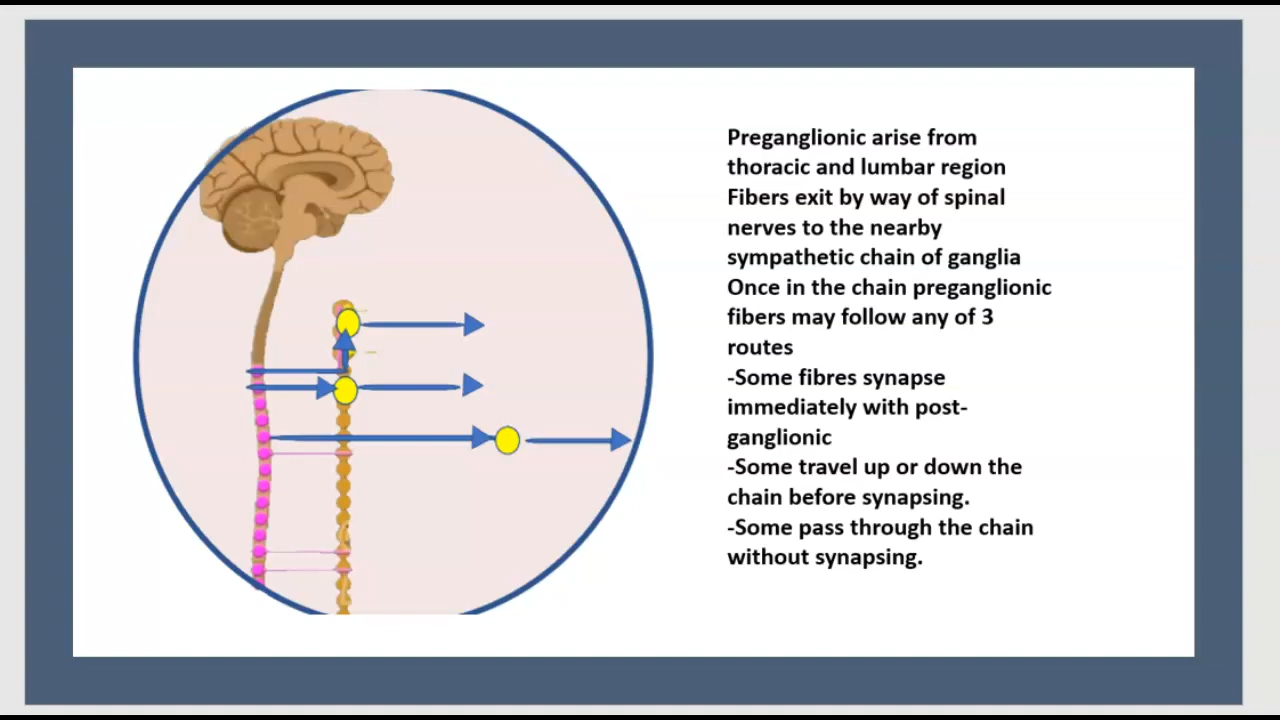 Preganglionic arise from
thoracic and lumbar region
Fibers exit by way of spinal
nerves to the nearby
sympathetic chain of ganglia
Once in the chain preganglionic
fibers may follow any of 3
routes
-Some fibres synapse
immediately with post-
ganglionic
-Some travel up or down the
chain before synapsing.
-Some pass through the chain
without synapsing.